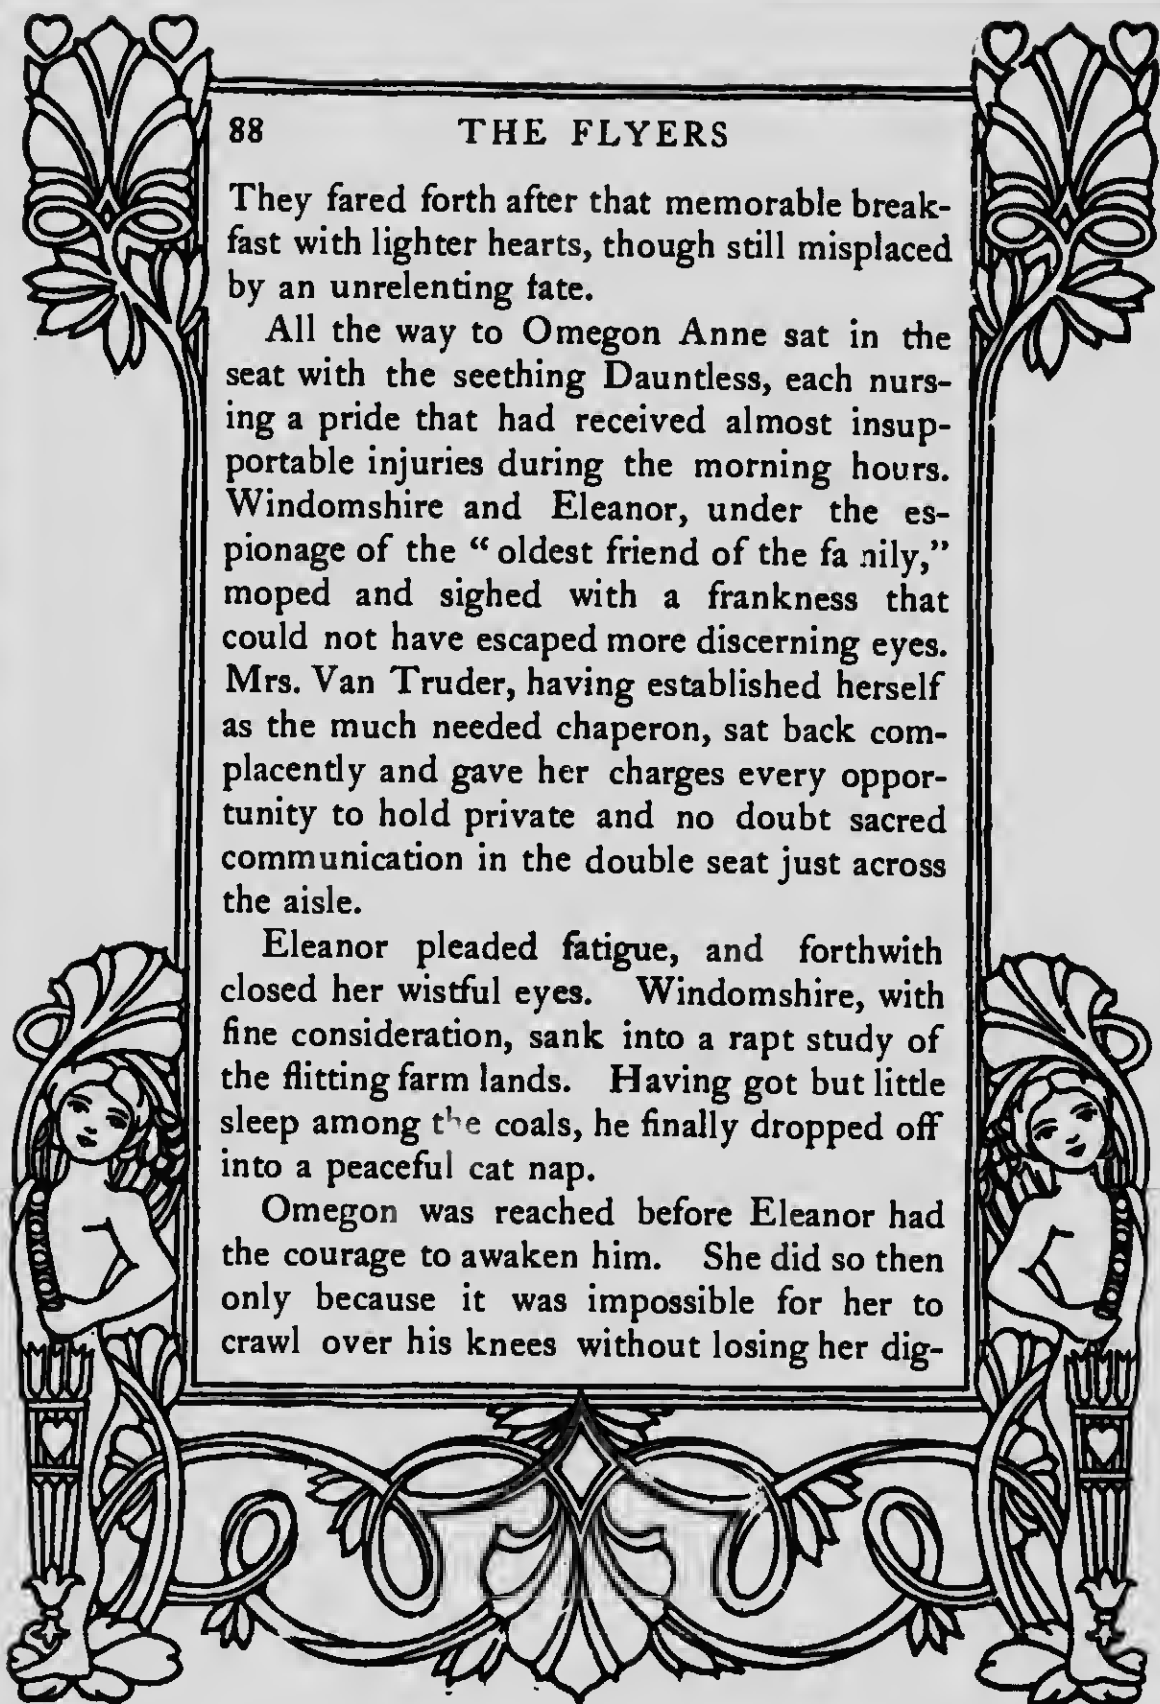 88 THE FLYERS
They fared forth after that memorable break-
fast with lighter hearts, though still misplaced
by an unrelenting fate.
All the way to Omegon Anne sat in the
seat with the seething Dauntless, each nurs-
ing a pride that had received almost insup-
portable injuries during the morning hours.
Windomshire and Eleanor, under the es-
pionage of the “oldest friend of the fa nily,”
moped and sighed with a frankness that
could not have escaped more discerning eyes.
Mrs. Van Truder, having established herself
as the much needed chaperon, sat back com-
placently and gave her charges every oppor-
tunity to hold private and no doubt sacred
communication in the double seat just across
the aisle.
Eleanor pleaded fatigue, and forthwith
closed her wistful eyes. Windomshire, with
fine consideration, sank into a rapt study of
the flitting farm lands. Having got but little
sleep among the coals, he finally dropped off
into a peaceful cat nap.
Omegon was reached before Eleanor had
the courage to awaken him. She did so then
only because it was impossible for her to
crawl over his knees without losing her dig-